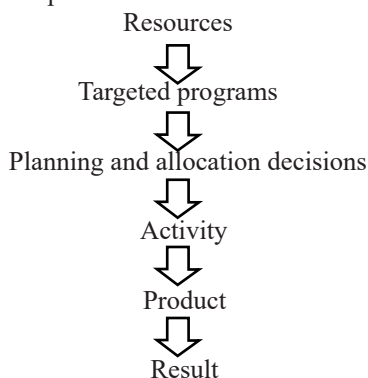 Resources
Targeted programs
Planning and allocation decisions
Activity
Product
Result